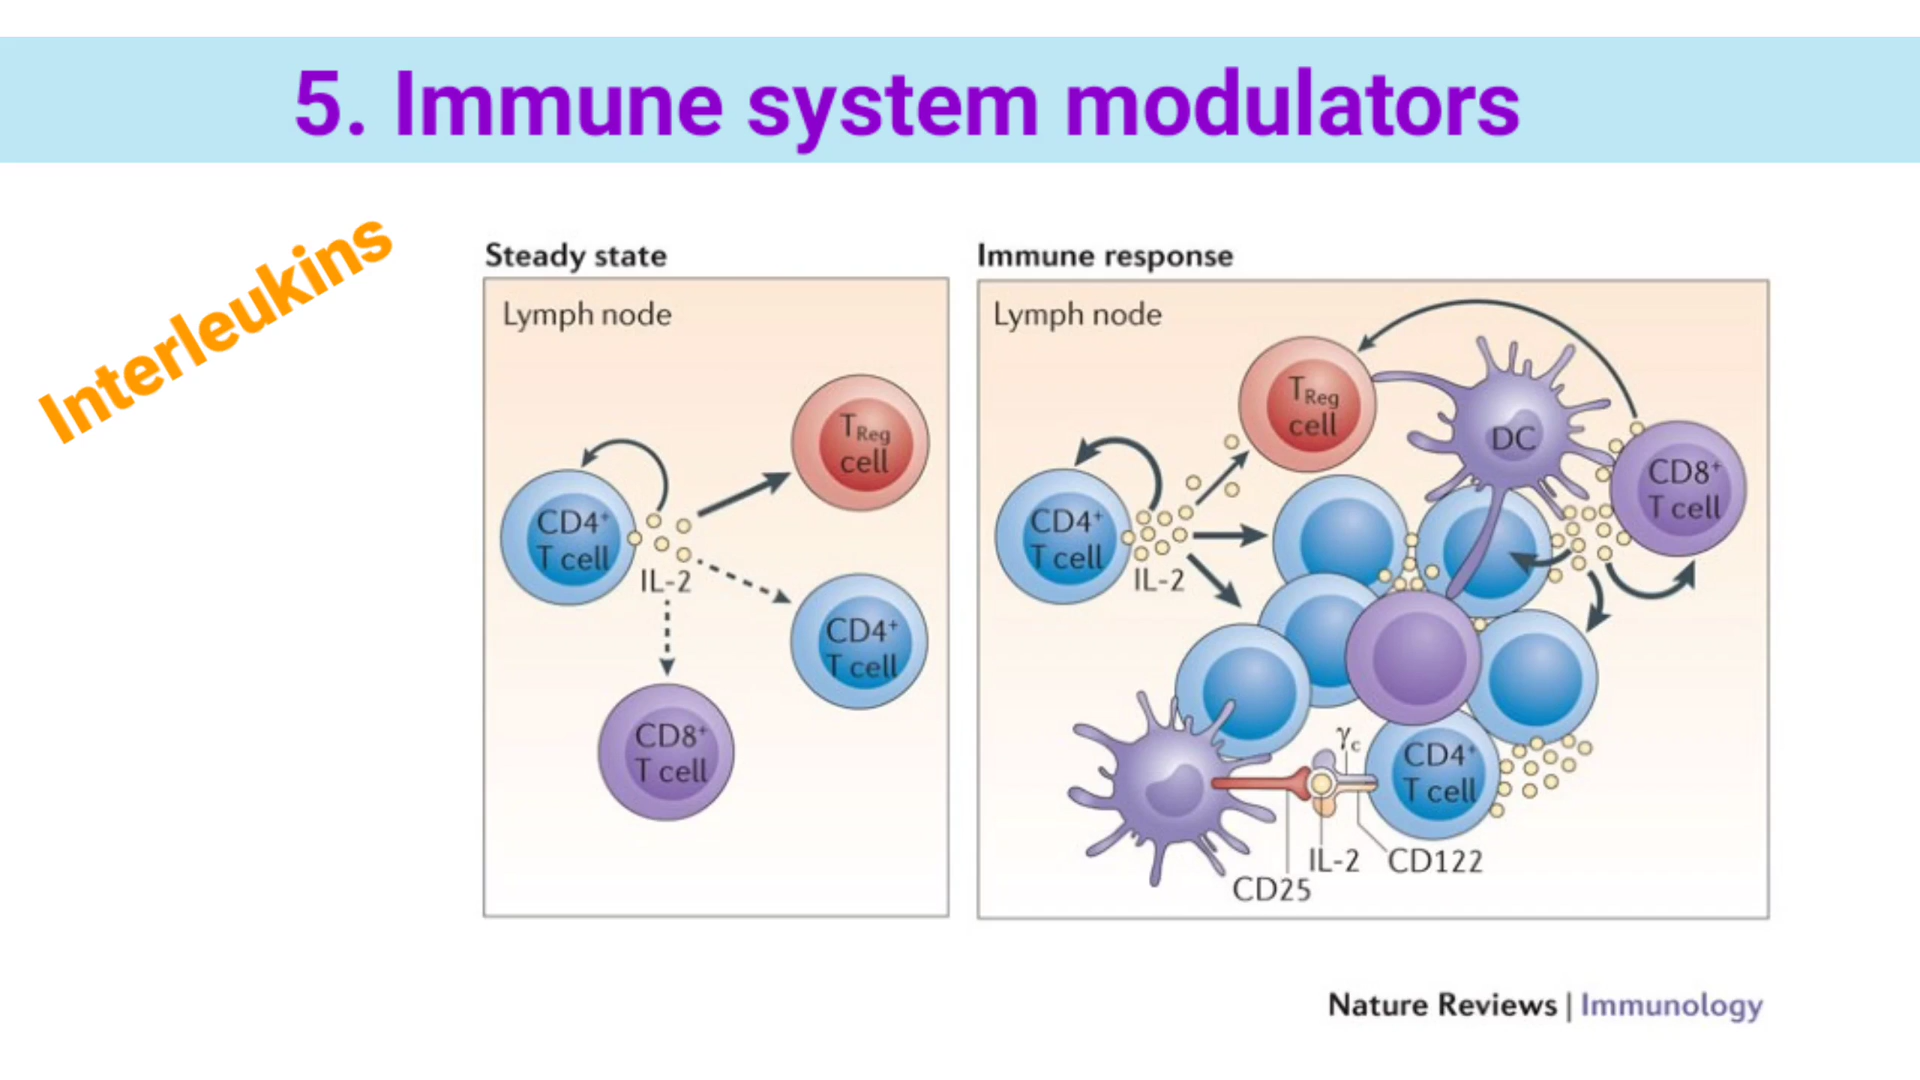 5. Immune system modulators
Interleukins
Steady state
Lymph node
T_Reg
cell
CD4⁺
T cell
IL-2
CD4⁺
T cell
CD8⁺
T cell
Immune response
Lymph node
T_Reg
cell
DC
CD8⁺
T cell
CD4⁺
T cell
IL-2
γc
CD4⁺
T cell
IL-2
CD122
CD25
Nature Reviews | Immunology